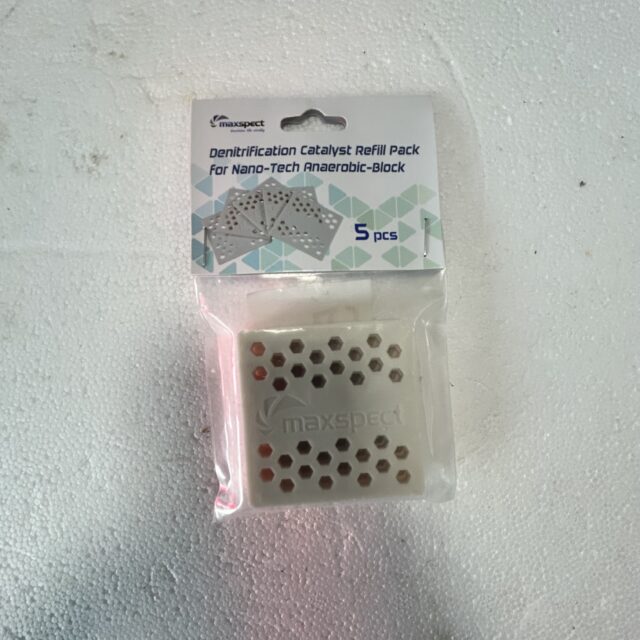 maxspect
Denitrification Catalyst Refill Pack
for Nano-Tech Anaerobic-Block
5 pcs
maxspect